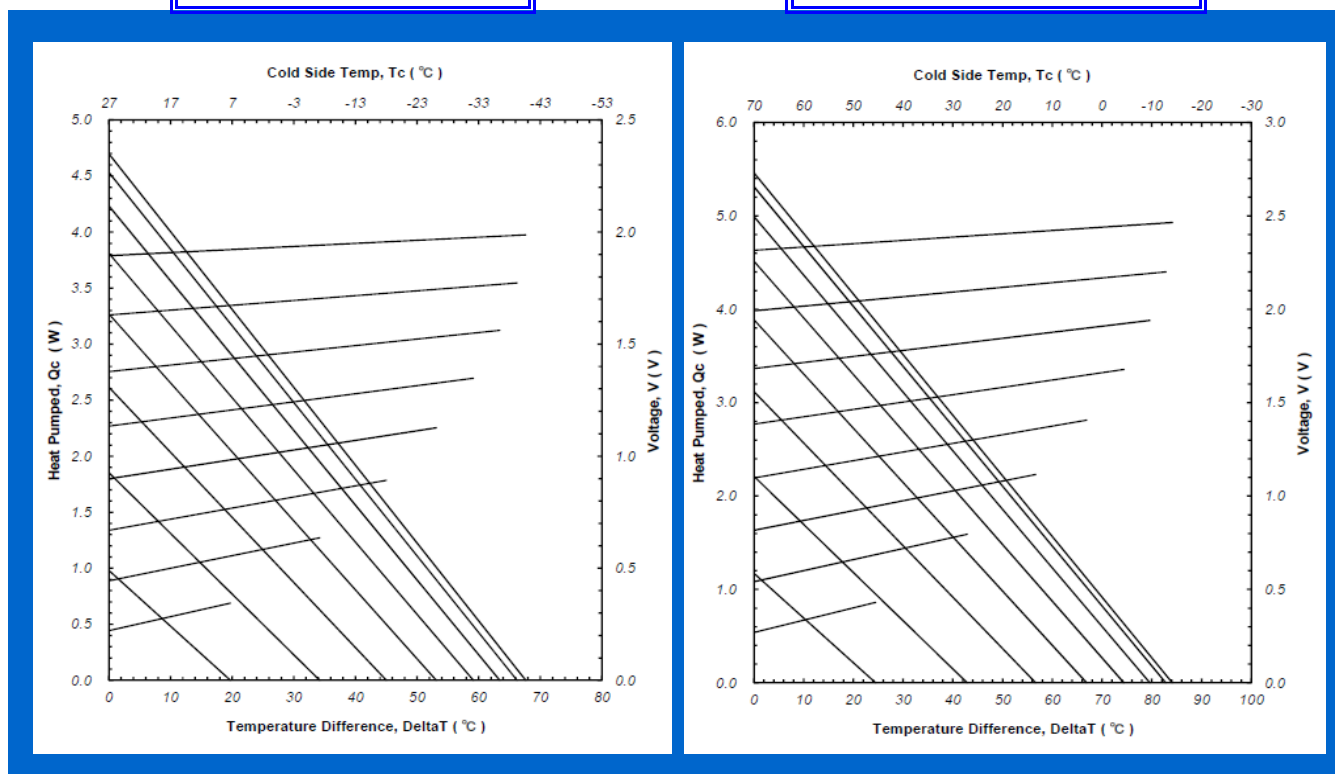 Cold Side Temp, Tc ( ℃ )
27 17 7 -3 -13 -23 -33 -43 -53
5.0 2.5
4.5
4.0 2.0
3.5
3.0 1.5
2.5
2.0 1.0
1.5
1.0 0.5
0.5
0.0 0.0
0 10 20 30 40 50 60 70 80
Heat Pumped, Qc ( W )
Voltage, V ( V )
Temperature Difference, DeltaT ( ℃ )
Cold Side Temp, Tc ( ℃ )
70 60 50 40 30 20 10 0 -10 -20 -30
6.0 3.0
5.0 2.5
4.0 2.0
3.0 1.5
2.0 1.0
1.0 0.5
0.0 0.0
0 10 20 30 40 50 60 70 80 90 100
Heat Pumped, Qc ( W )
Voltage, V ( V )
Temperature Difference, DeltaT ( ℃ )